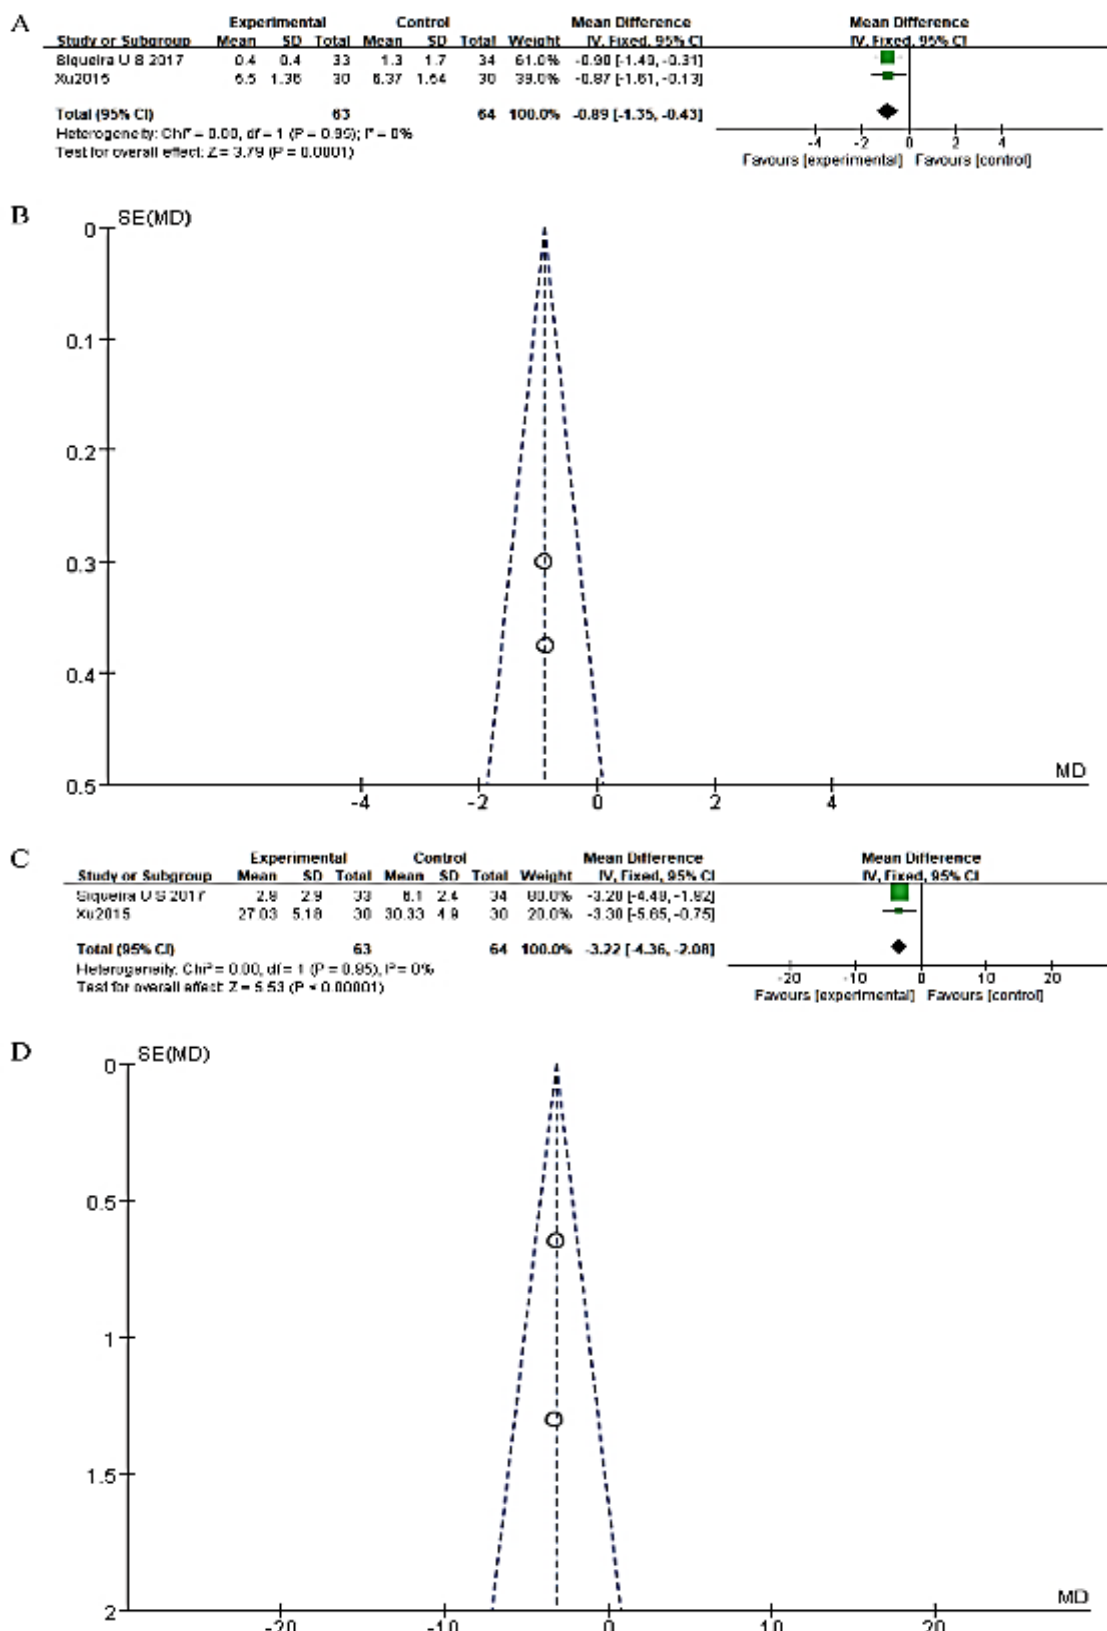 A
Experimental Control Mean Difference Mean Difference
Study or Subgroup Mean SD Total Mean SD Total Weight IV, Fixed, 95% CI IV, Fixed, 95% CI
Siqueira U S 2017 0.4 0.4 33 1.3 1.7 34 61.0% -0.90 [-1.49, -0.31]
Xu2015 1.36 30 1.64 30 39.0% -0.87 [-1.61, -0.13]
Total (95% CI) 63 64 100.0% -0.89 [-1.35, -0.43]
Heterogeneity: Chi² = 0.00, df = 1 (P = 0.95); I² = 0%
Test for overall effect: Z = 3.79 (P = 0.0001)
-4 -2 0 2 4
Favours [experimental] Favours [control]
B
SE(MD)
0
0.1
0.2
0.3
0.4
0.5
-4 -2 0 2 4
MD
C
Experimental Control Mean Difference Mean Difference
Study or Subgroup Mean SD Total Mean SD Total Weight IV, Fixed, 95% CI IV, Fixed, 95% CI
Siqueira U S 2017 2.9 2.9 33 6.1 2.4 34 80.0% -3.20 [-4.48, -1.92]
Xu2015 27.03 5.18 30 30.33 4.9 30 20.0% -3.30 [-5.85, -0.75]
Total (95% CI) 63 64 100.0% -3.22 [-4.36, -2.08]
Heterogeneity: Chi² = 0.00, df = 1 (P = 0.95); I² = 0%
Test for overall effect: Z = 5.53 (P < 0.00001)
-20 -10 0 10 20
Favours [experimental] Favours [control]
D
SE(MD)
0
0.5
1
1.5
2
-20 -10 0 10 20
MD